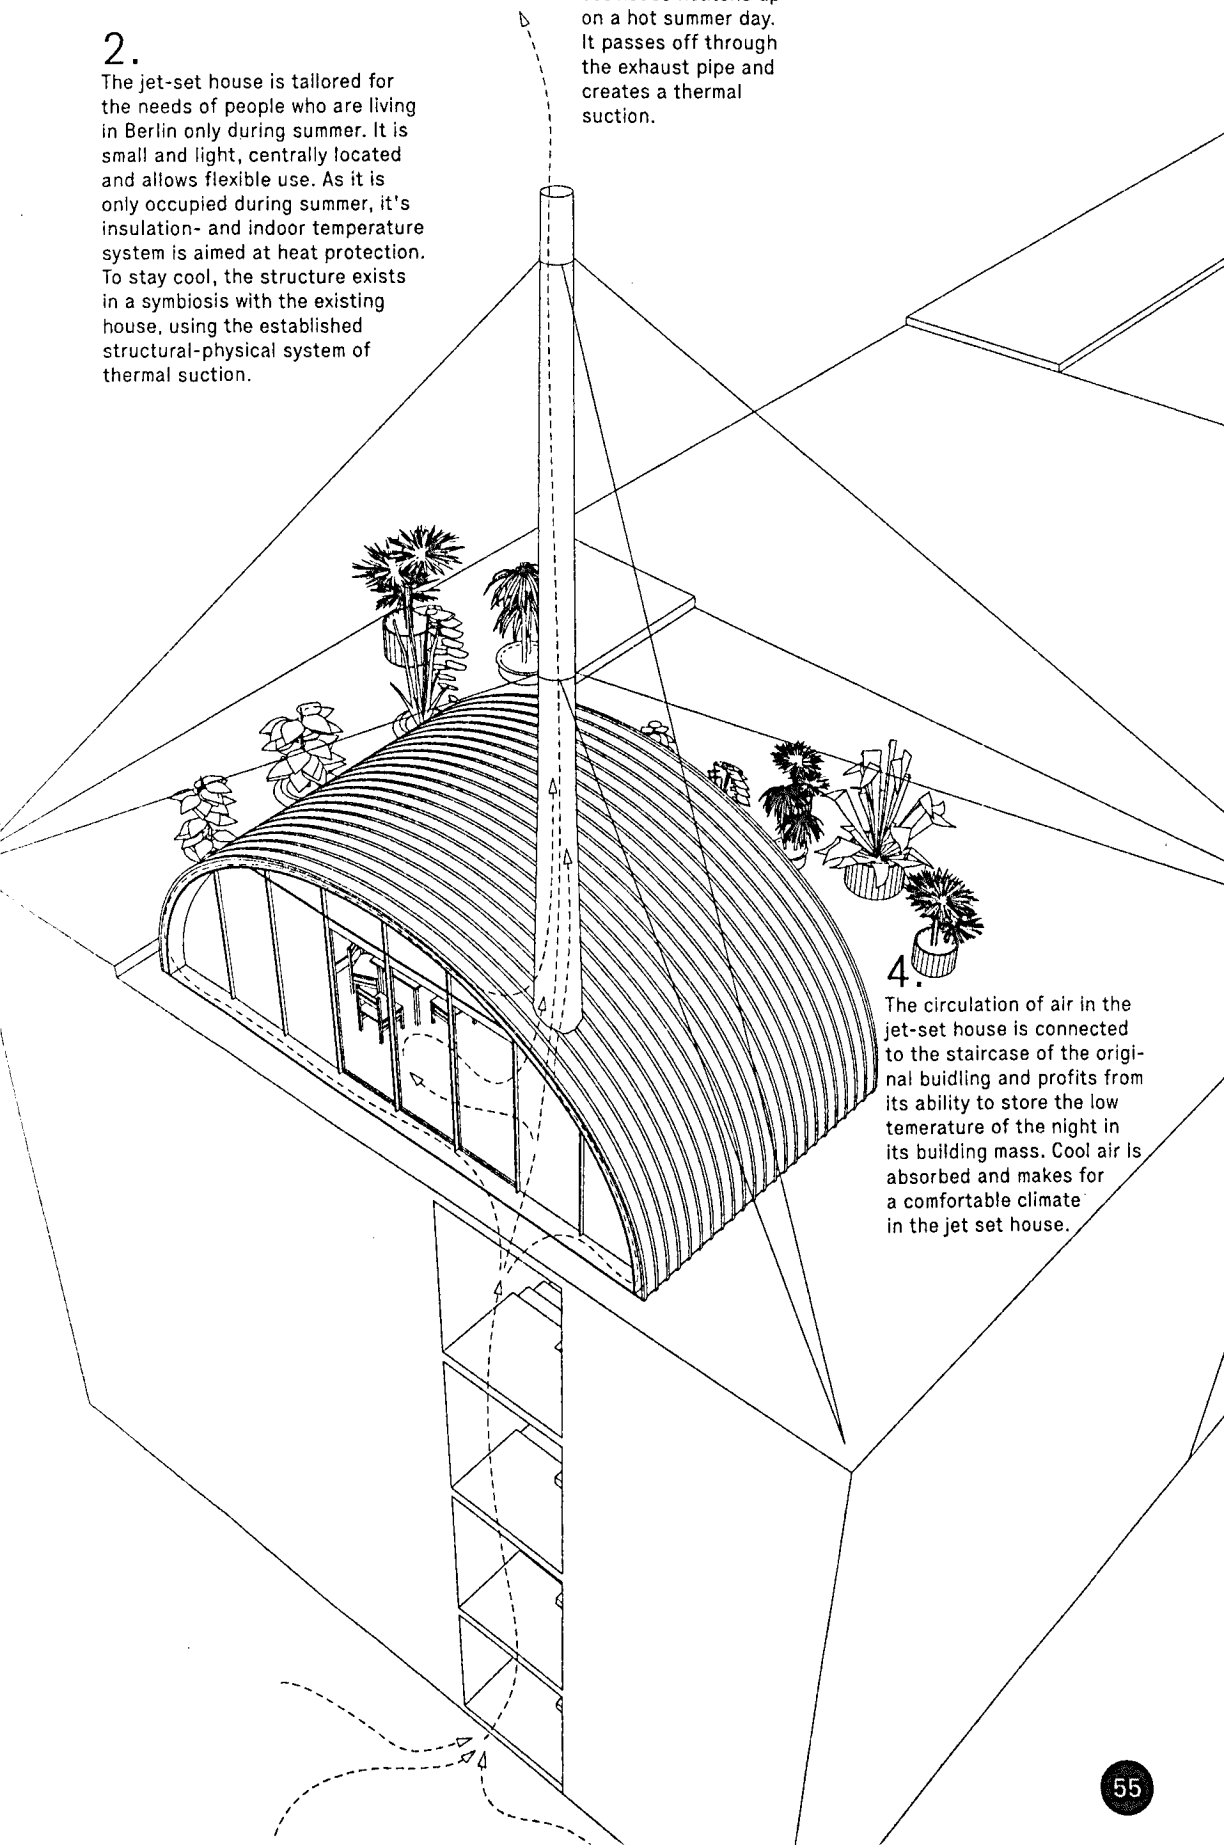 on a hot summer day.
It passes off through
the exhaust pipe and
creates a thermal
suction.
2.
The jet-set house is tailored for
the needs of people who are living
in Berlin only during summer. It is
small and light, centrally located
and allows flexible use. As it is
only occupied during summer, it's
insulation- and indoor temperature
system is aimed at heat protection.
To stay cool, the structure exists
in a symbiosis with the existing
house, using the established
structural-physical system of
thermal suction.
4.
The circulation of air in the
jet-set house is connected
to the staircase of the origi-
nal buidling and profits from
its ability to store the low
temerature of the night in
its building mass. Cool air is
absorbed and makes for
a comfortable climate
in the jet set house.
55